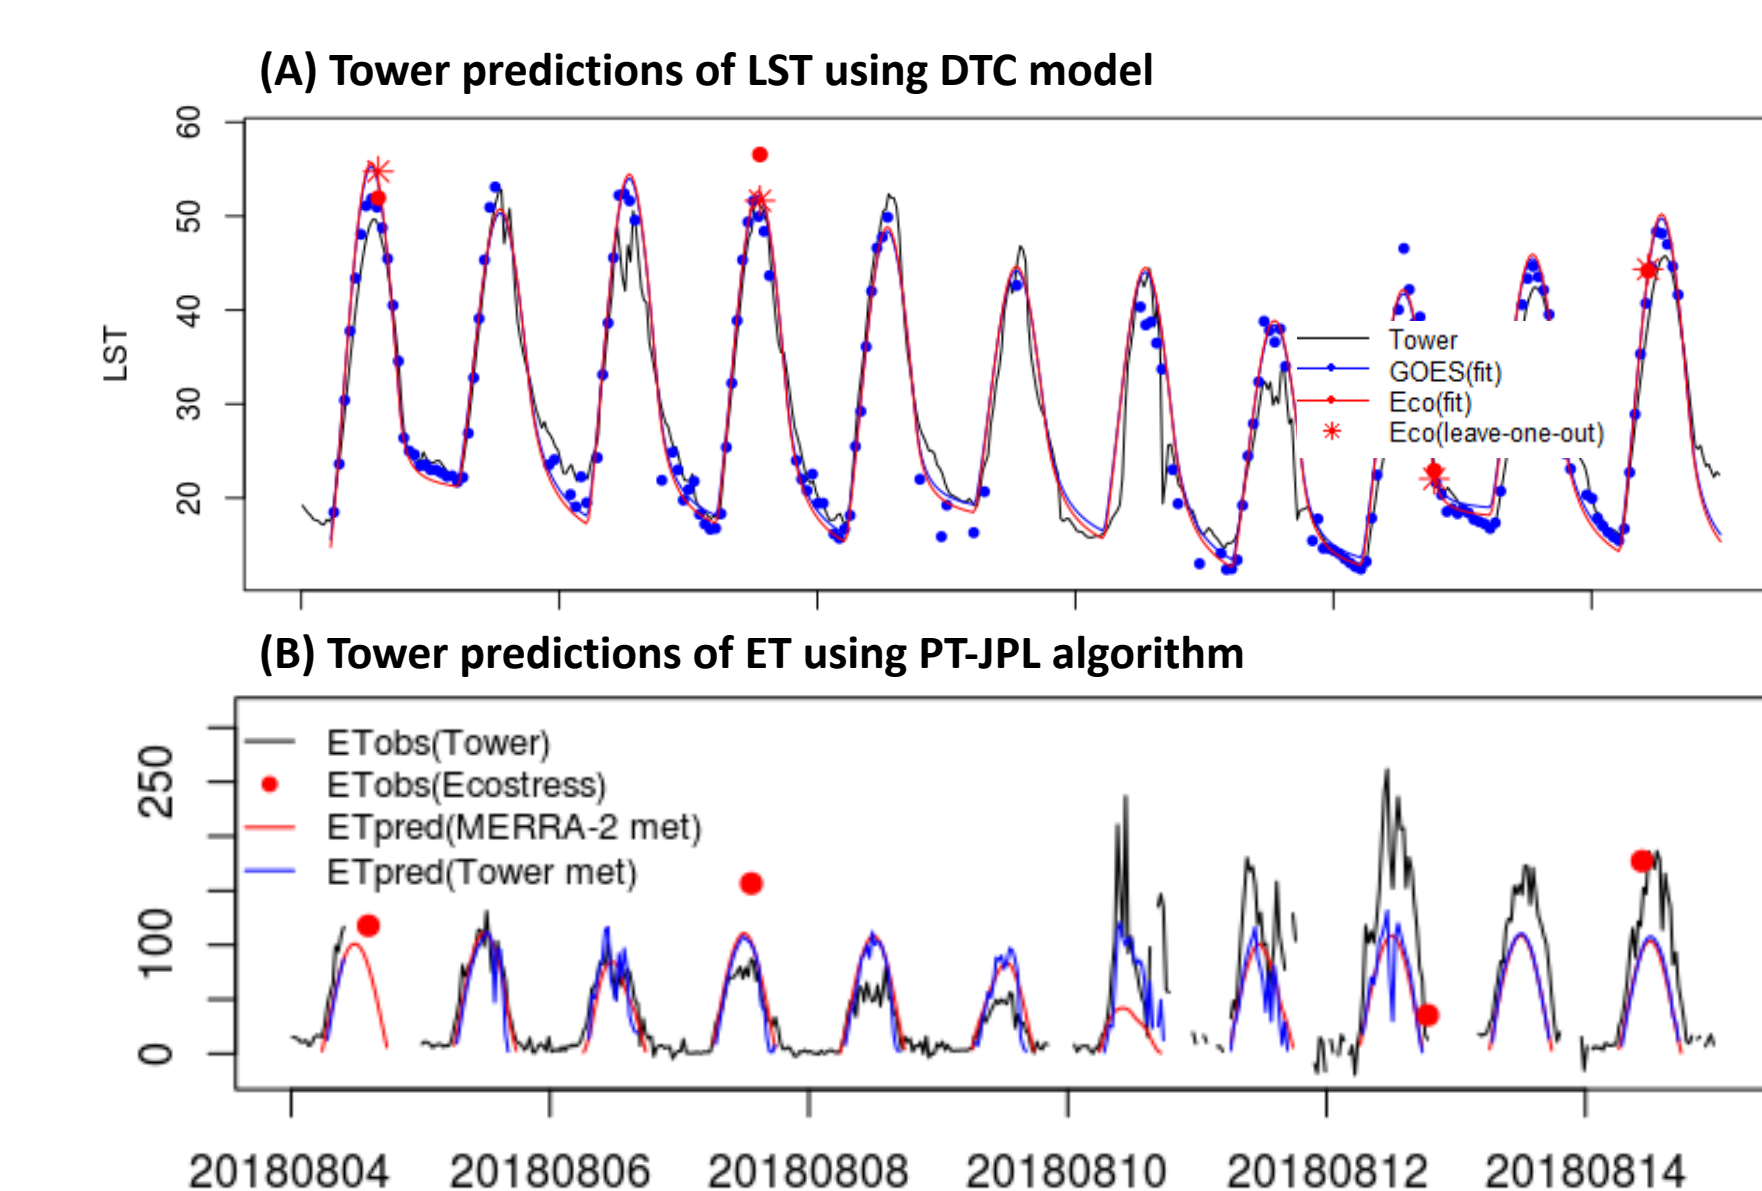 (A) Tower predictions of LST using DTC model
60
50
40
30
20
LST
Tower
GOES(fit)
Eco(fit)
Eco(leave-one-out)
(B) Tower predictions of ET using PT-JPL algorithm
250
100
0
ETobs(Tower)
ETobs(Ecostress)
ETpred(MERRA-2 met)
ETpred(Tower met)
20180804 20180806 20180808 20180810 20180812 20180814